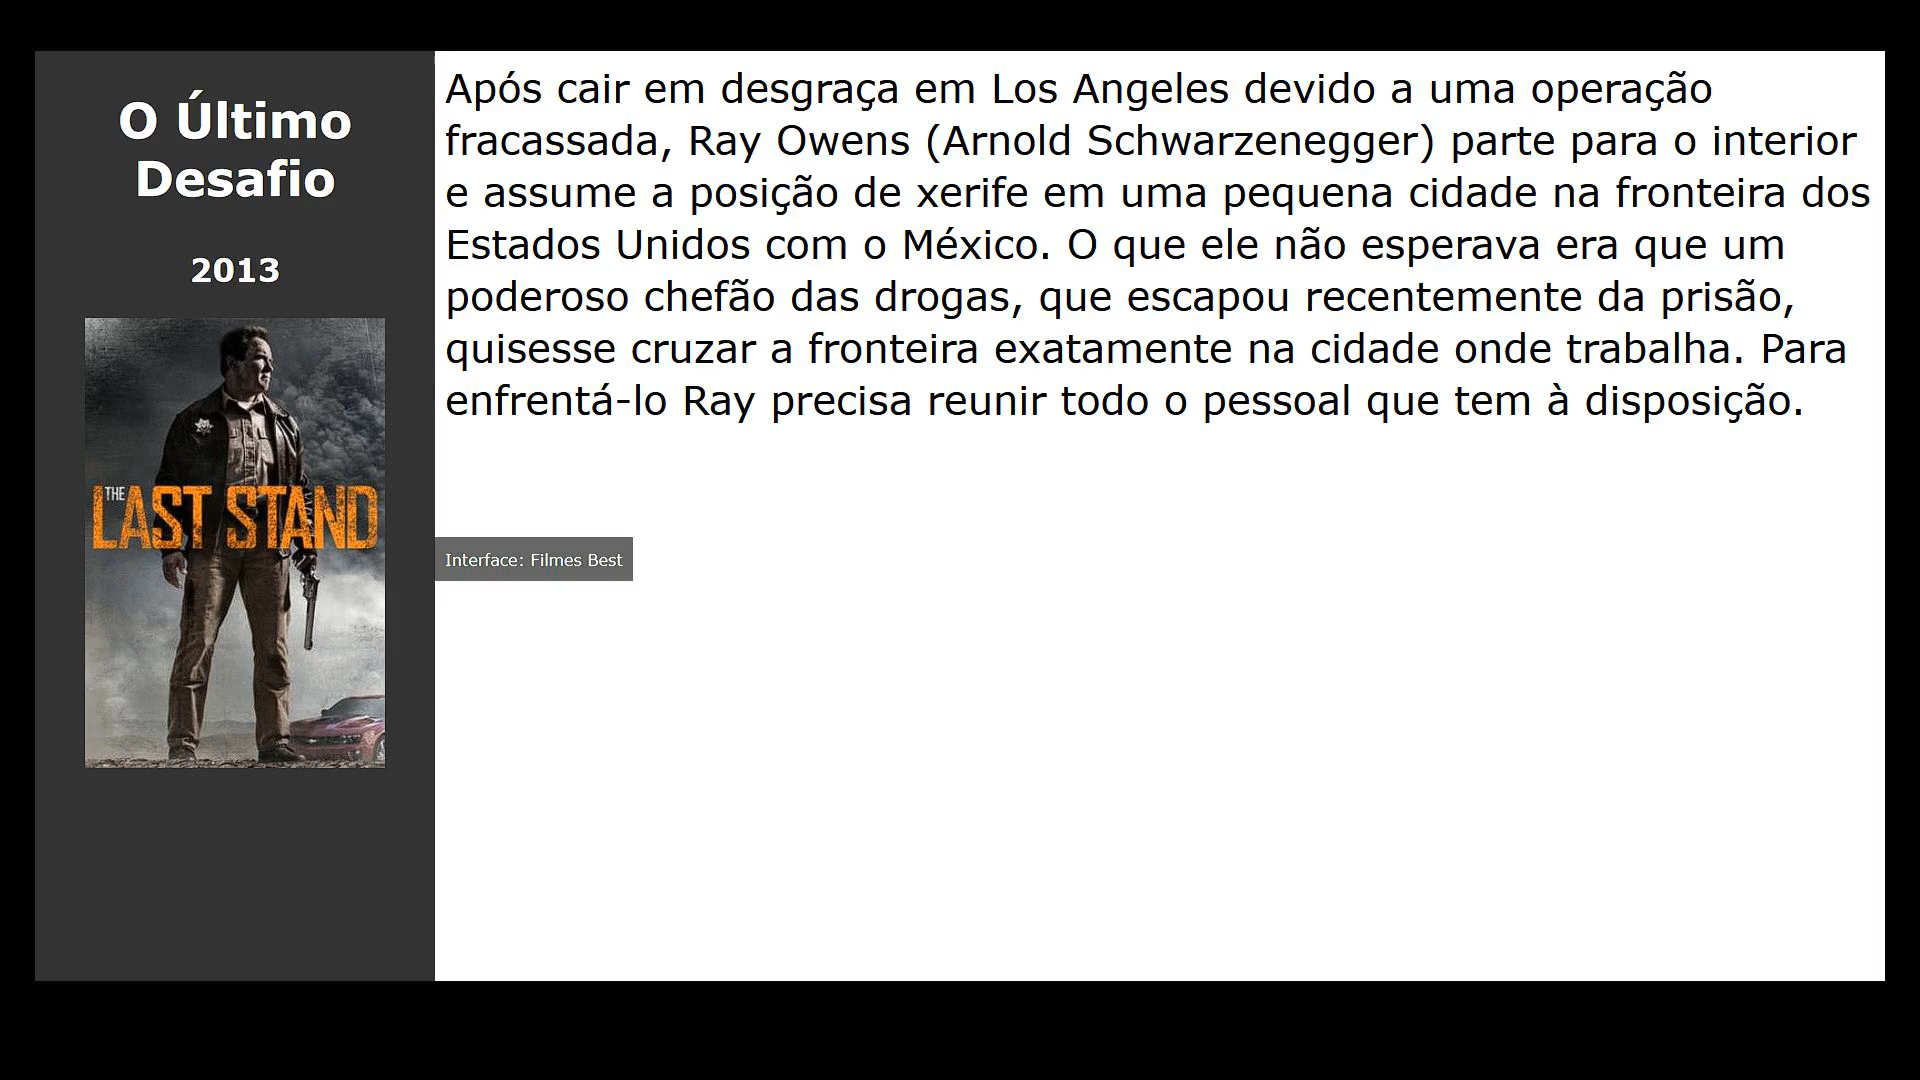 O Último
Desafio
2013
THE
LAST STAND
Após cair em desgraça em Los Angeles devido a uma operação
fracassada, Ray Owens (Arnold Schwarzenegger) parte para o interior
e assume a posição de xerife em uma pequena cidade na fronteira dos
Estados Unidos com o México. O que ele não esperava era que um
poderoso chefão das drogas, que escapou recentemente da prisão,
quisesse cruzar a fronteira exatamente na cidade onde trabalha. Para
enfrentá-lo Ray precisa reunir todo o pessoal que tem à disposição.
Interface: Filmes Best